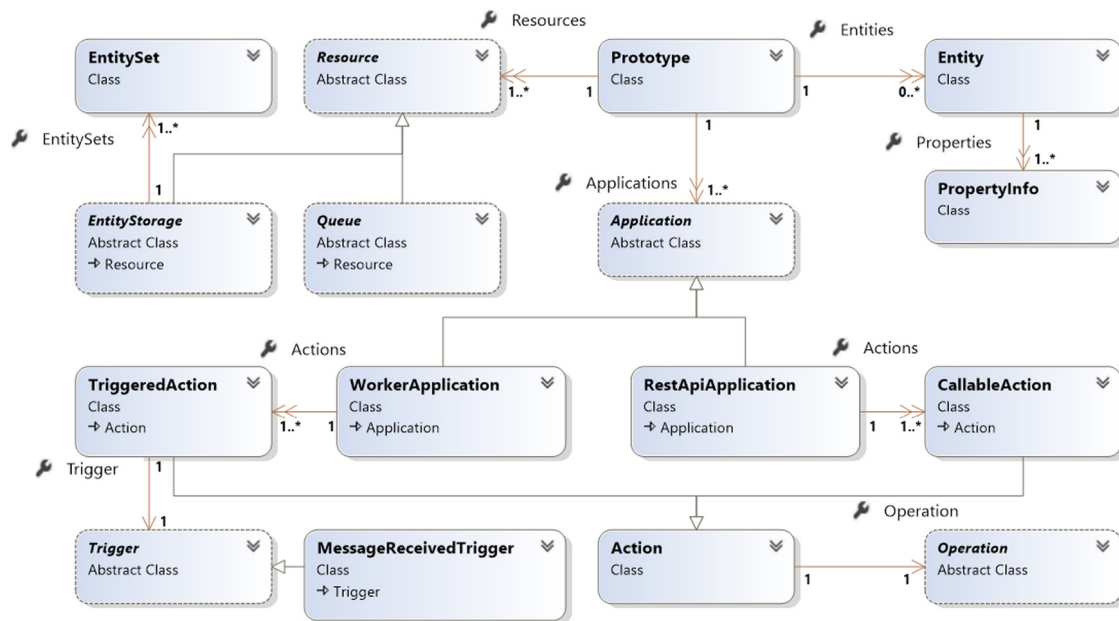 Resources
Entities
EntitySet
Class
Resource
Abstract Class
Prototype
Class
Entity
Class
1..*
1
1
0..*
1..*
1
1
EntitySets
Properties
1
Applications
1..*
1..*
EntityStorage
Abstract Class
Resource
Queue
Abstract Class
Resource
Application
Abstract Class
PropertyInfo
Class
Actions
Actions
TriggeredAction
Class
Action
WorkerApplication
Class
Application
RestApiApplication
Class
Application
CallableAction
Class
Action
1..*
1
1
1..*
Trigger
1
Operation
1
Trigger
Abstract Class
MessageReceivedTrigger
Class
Trigger
Action
Class
Operation
Abstract Class
1
1